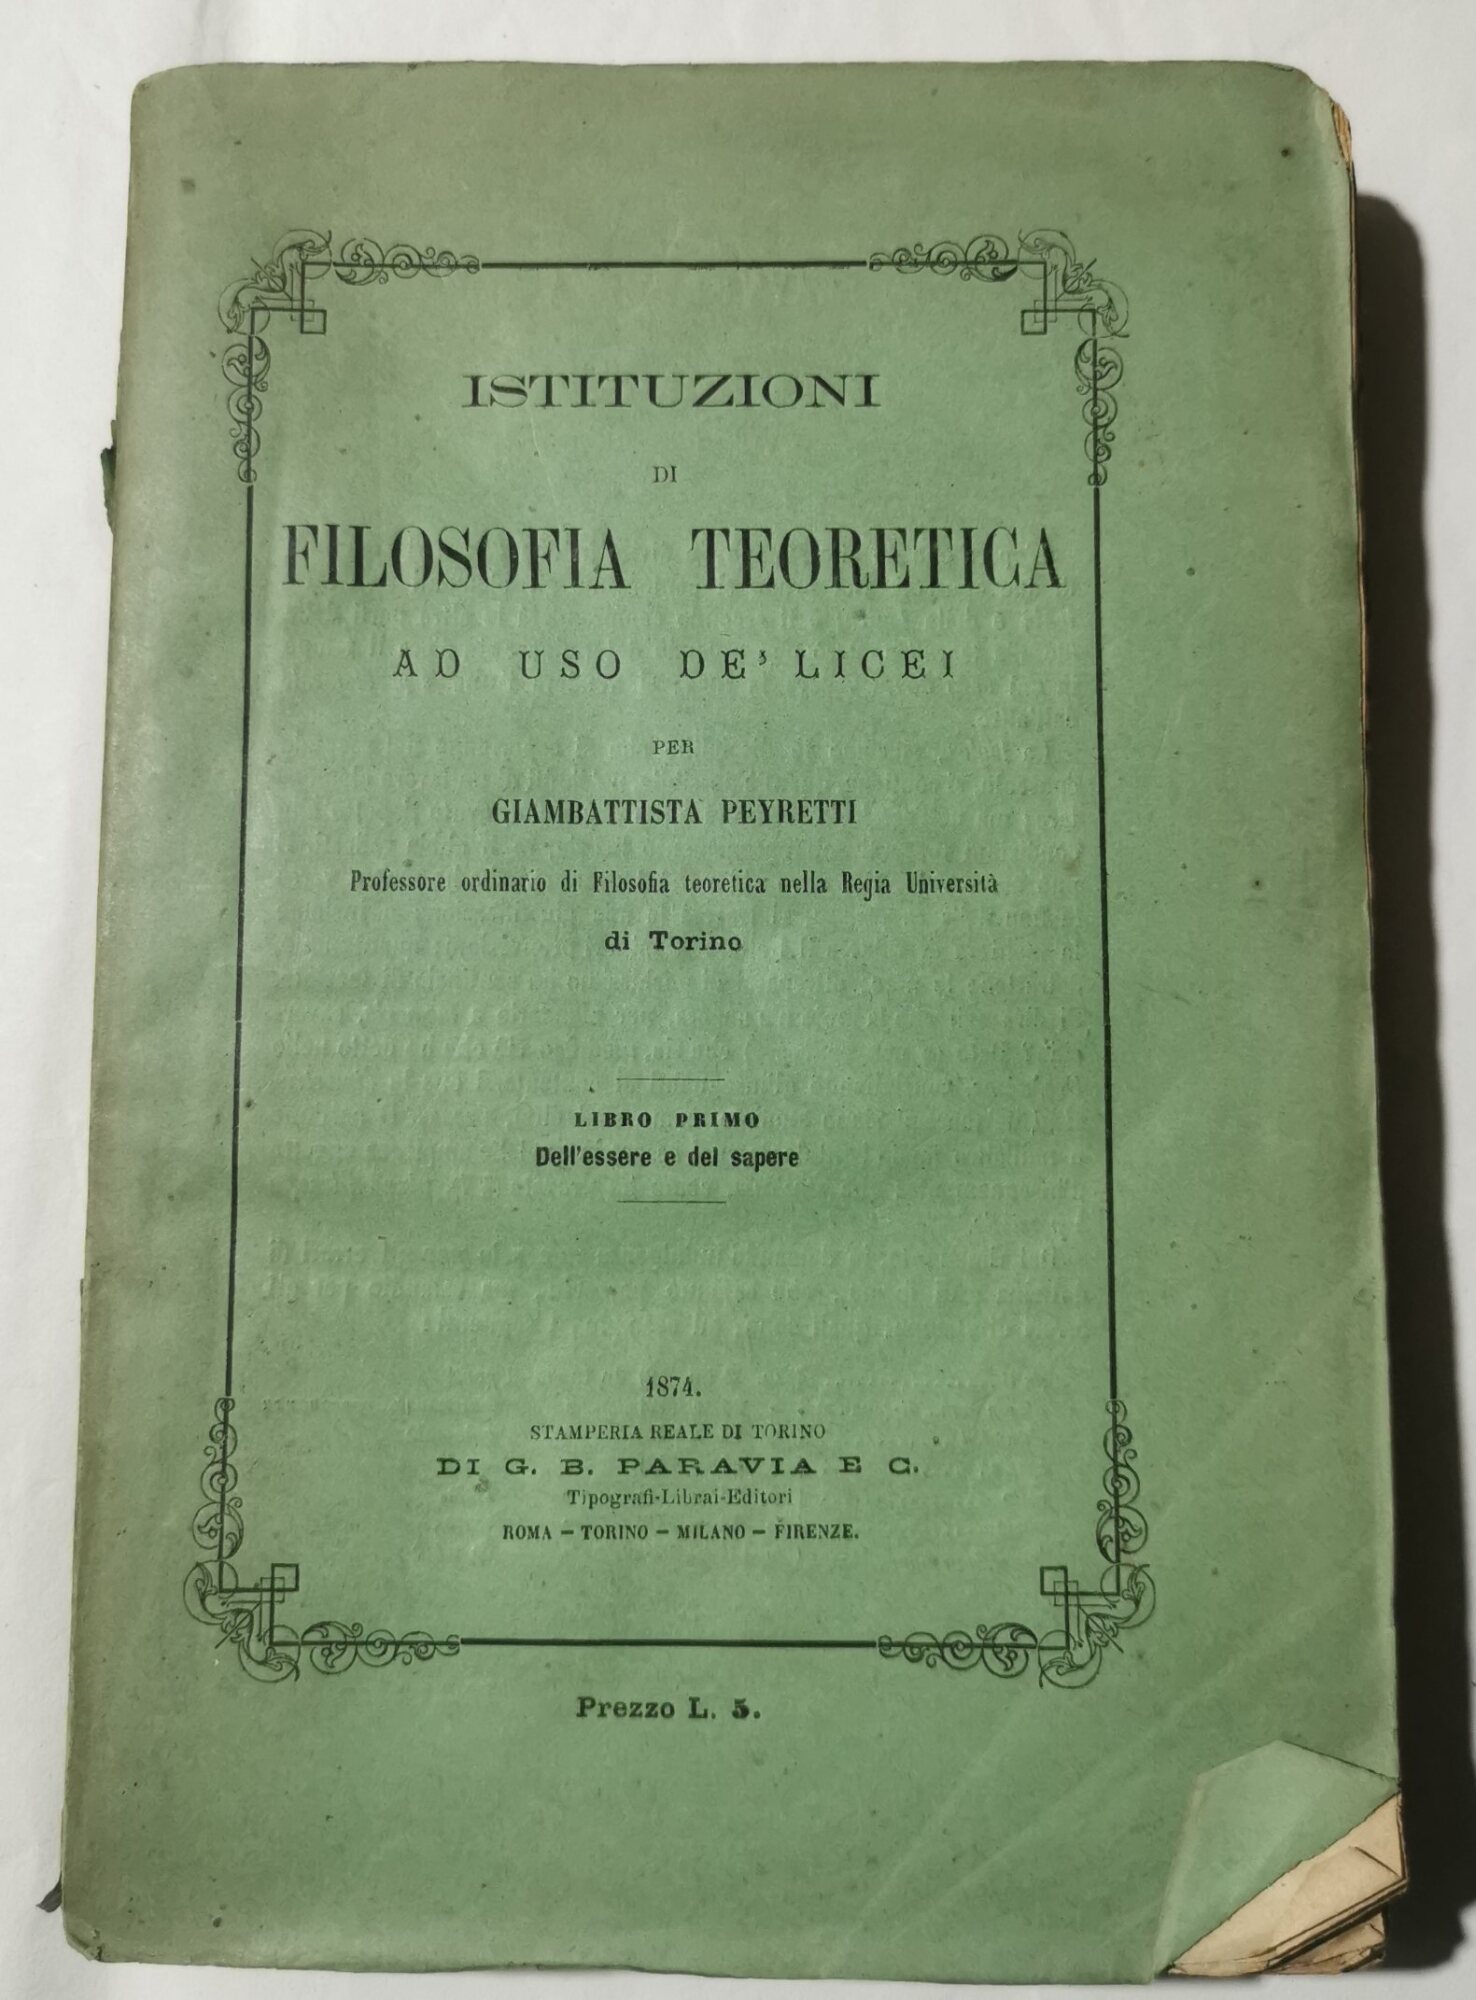 ISTITUZIONI
DI
FILOSOFIA TEORETICA
AD USO DE' LICEI
PER
GIAMBATTISTA PEYRETTI
Professore ordinario di Filosofia teoretica nella Regia Università
di Torino
LIBRO PRIMO
Dell'essere e del sapere
1874.
STAMPERIA REALE DI TORINO
DI G. B. PARAVIA E C.
Tipografi-Librai-Editori
ROMA - TORINO - MILANO - FIRENZE.
Prezzo L. 5.